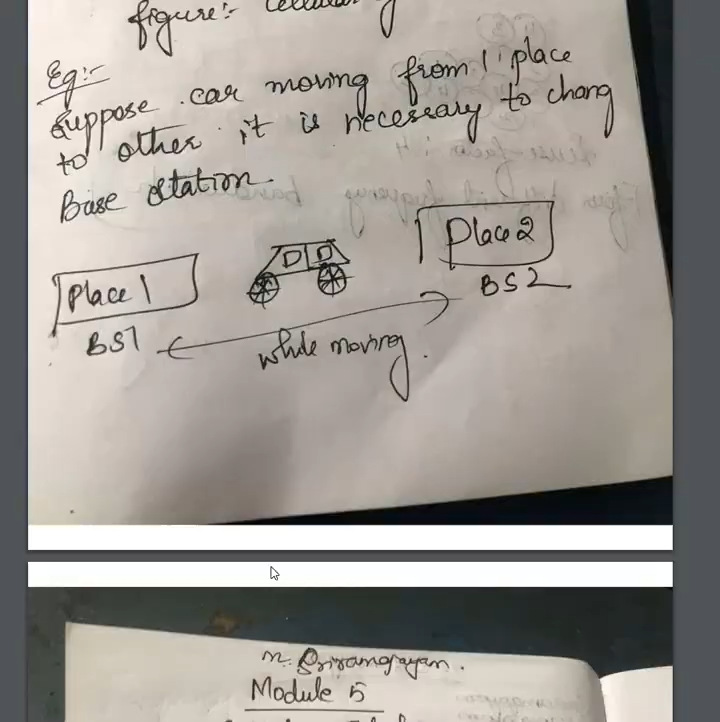 figure:- cellular
Eg:-
Suppose car moving from 1 place
to other it is necessary to chang
Base station
Place 1
BS1
Place 2
BS2
while moving.
Module 5